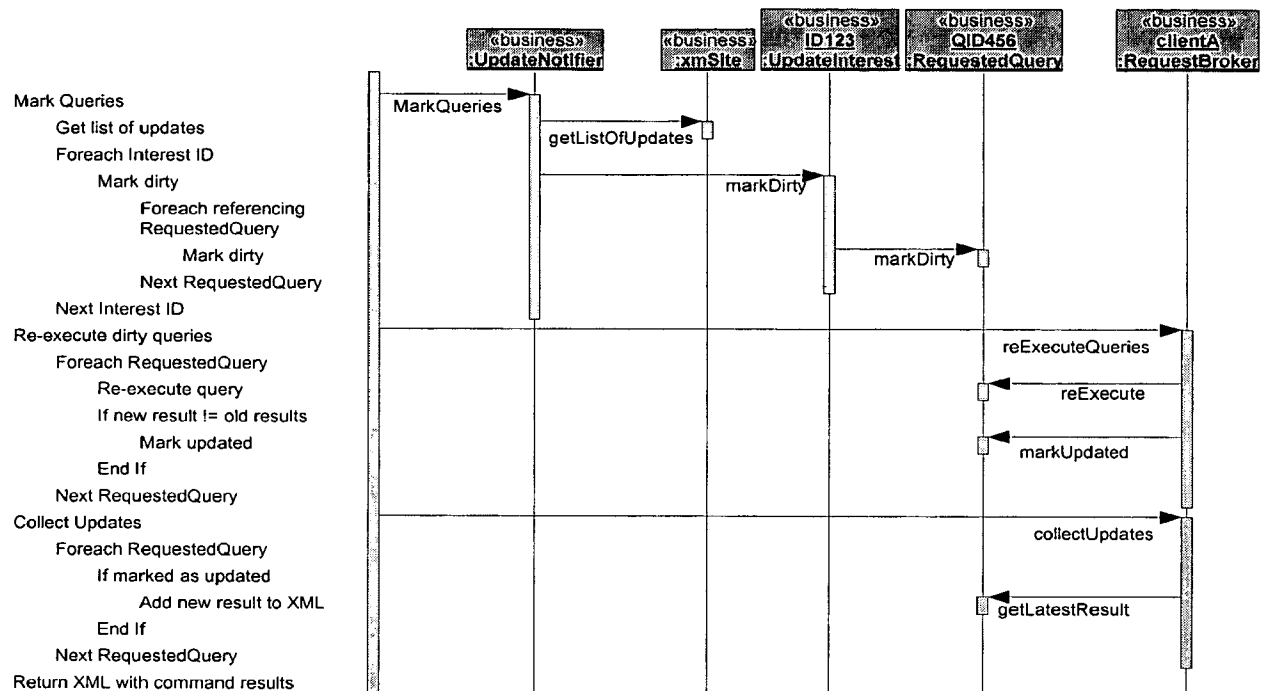 «business»
:UpdateNotifier
«business»
:xmSite
«business»
ID123
:UpdateInterest
«business»
QID456
:RequestedQuery
«business»
clientA
:RequestBroker
Mark Queries
MarkQueries
Get list of updates
getListOfUpdates
Foreach Interest ID
Mark dirty
markDirty
Foreach referencing
RequestedQuery
Mark dirty
markDirty
Next RequestedQuery
Next Interest ID
Re-execute dirty queries
reExecuteQueries
Foreach RequestedQuery
Re-execute query
reExecute
If new result != old results
Mark updated
markUpdated
End If
Next RequestedQuery
Collect Updates
collectUpdates
Foreach RequestedQuery
If marked as updated
Add new result to XML
getLatestResult
End If
Next RequestedQuery
Return XML with command results